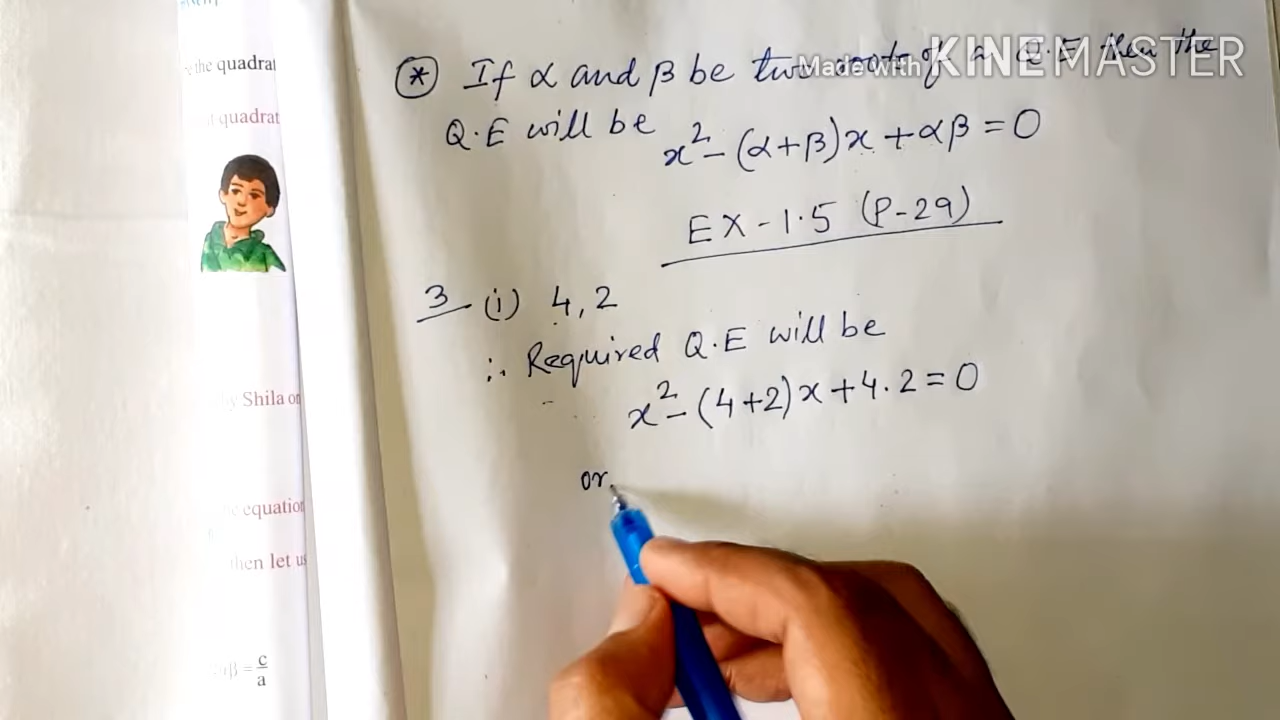 the quadrat
quadrat
by Shila on
equation
then let us
β = c/a
Made with KINEMASTER
* If α and β be two roots of a Q.E then the
Q.E will be x² - (α+β)x + αβ = 0
EX - 1.5 (P-29)
3 (i) 4, 2
∴ Required Q.E will be
x² - (4+2)x + 4.2 = 0
or,